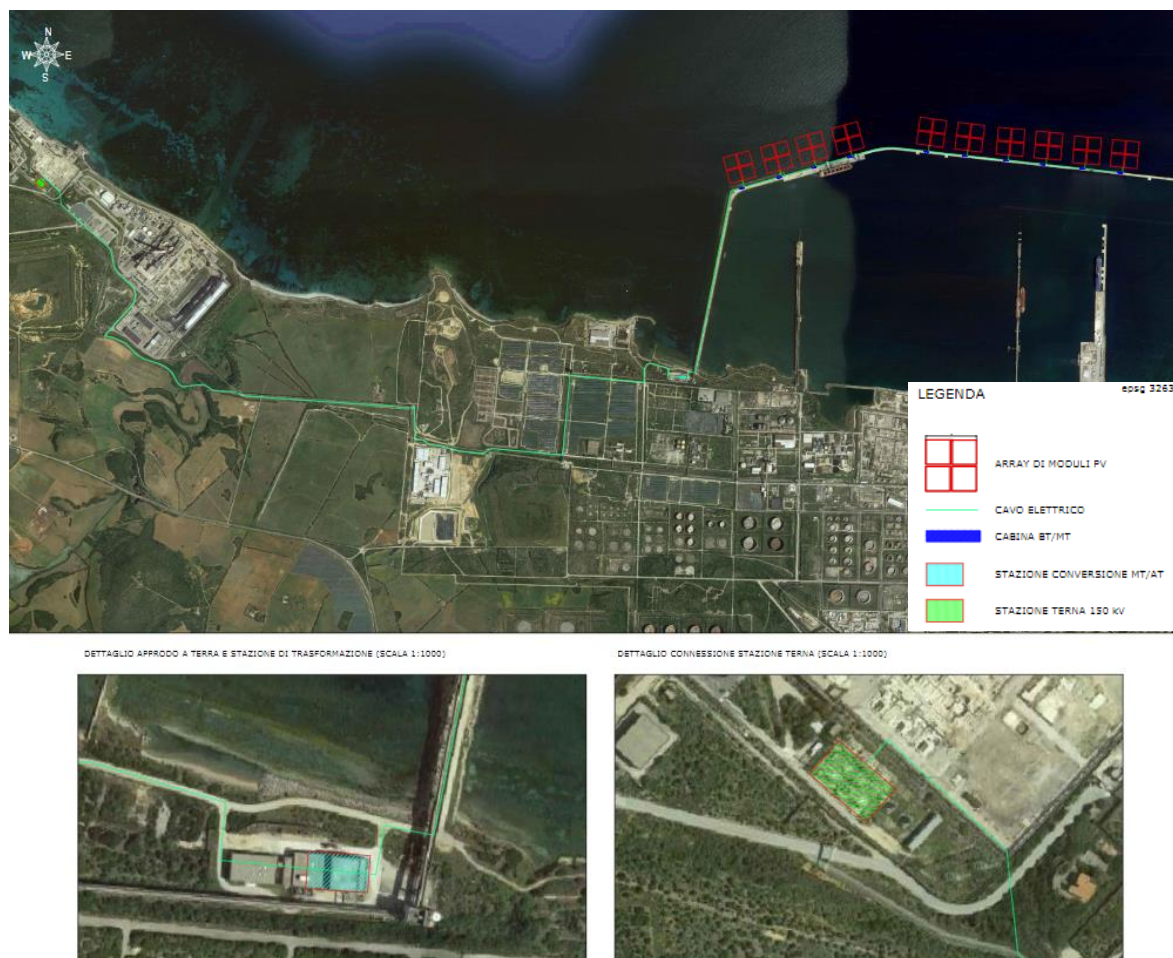 N
W E
S
LEGENDA
epsg 3263
ARRAY DI MODULI PV
CAVO ELETTRICO
CABINA BT/MT
STAZIONE CONVERSIONE MT/AT
STAZIONE TERNA 150 kV
DETTAGLIO APPRODO A TERRA E STAZIONE DI TRASFORMAZIONE (SCALA 1:1000)
DETTAGLIO CONNESSIONE STAZIONE TERNA (SCALA 1:1000)